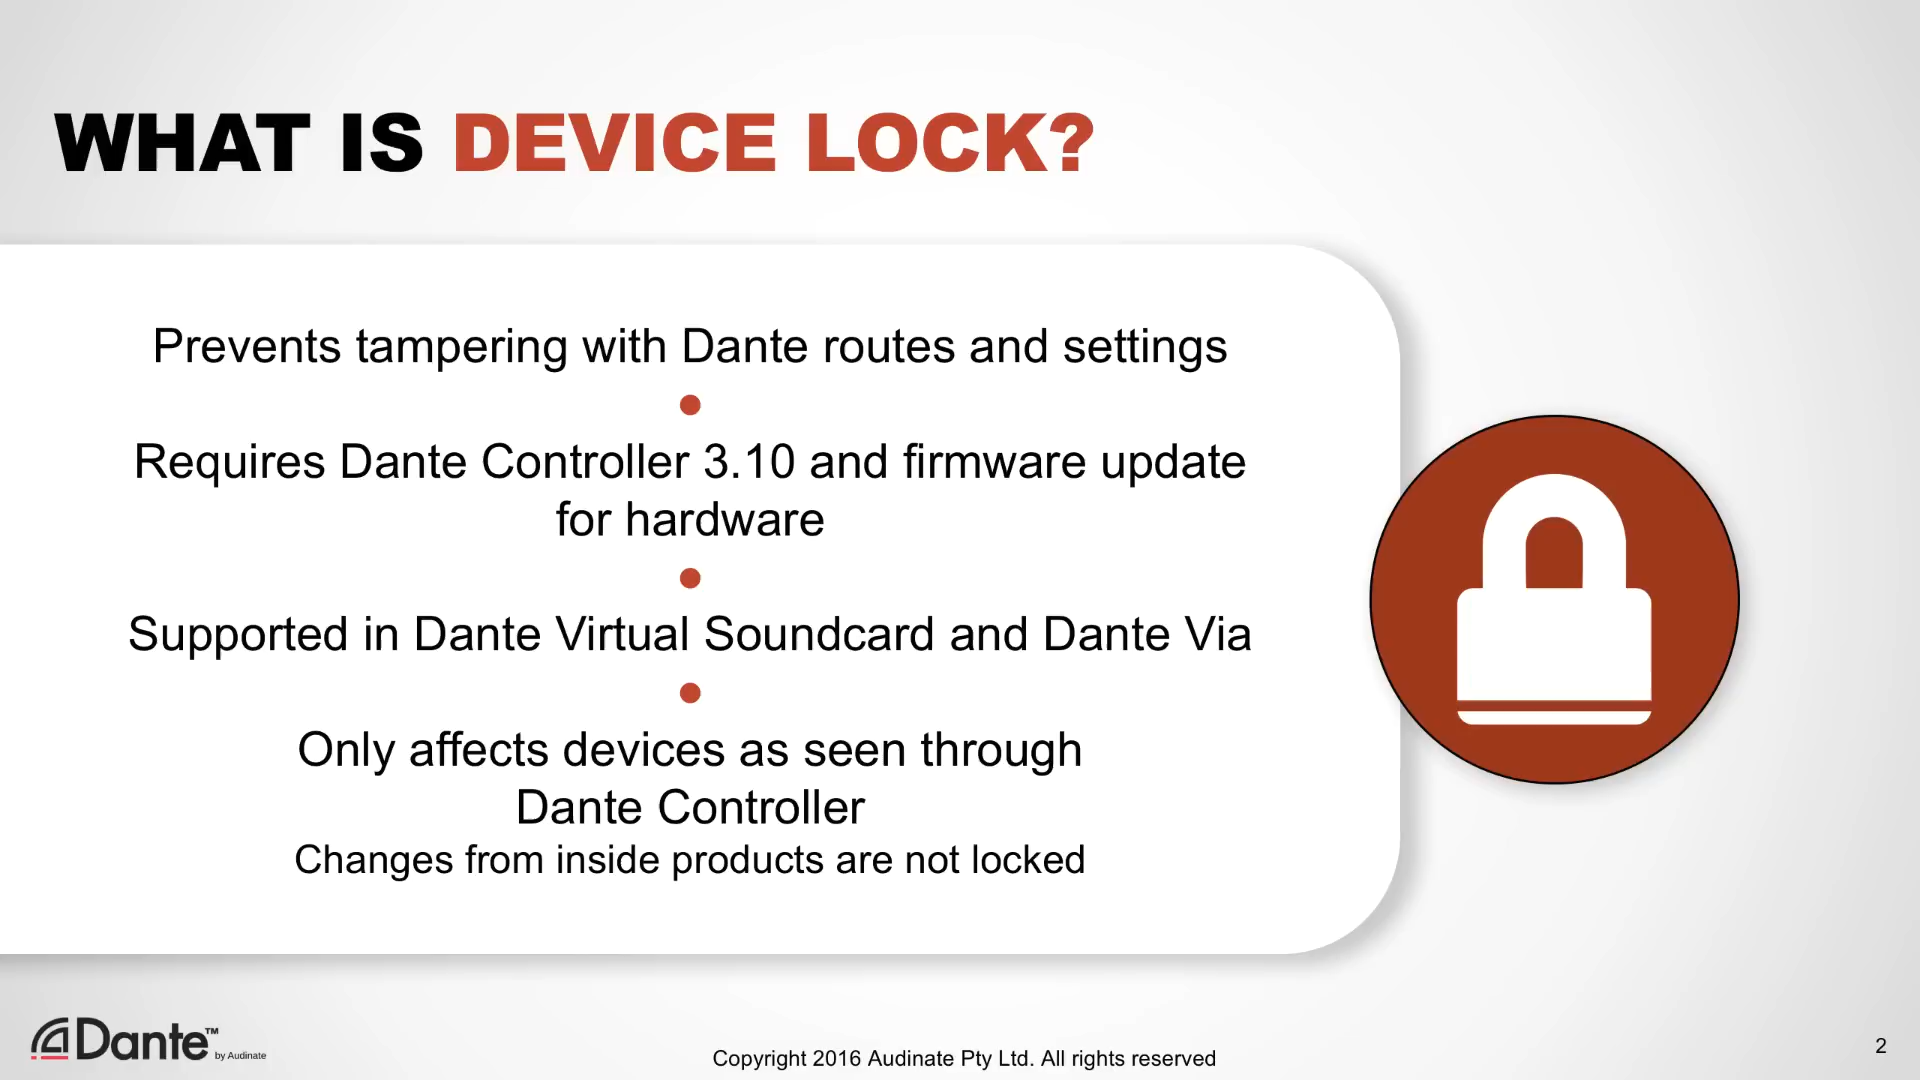 WHAT IS DEVICE LOCK?
Prevents tampering with Dante routes and settings
Requires Dante Controller 3.10 and firmware update
for hardware
Supported in Dante Virtual Soundcard and Dante Via
Only affects devices as seen through
Dante Controller
Changes from inside products are not locked
Dante™ by Audinate
Copyright 2016 Audinate Pty Ltd. All rights reserved
2